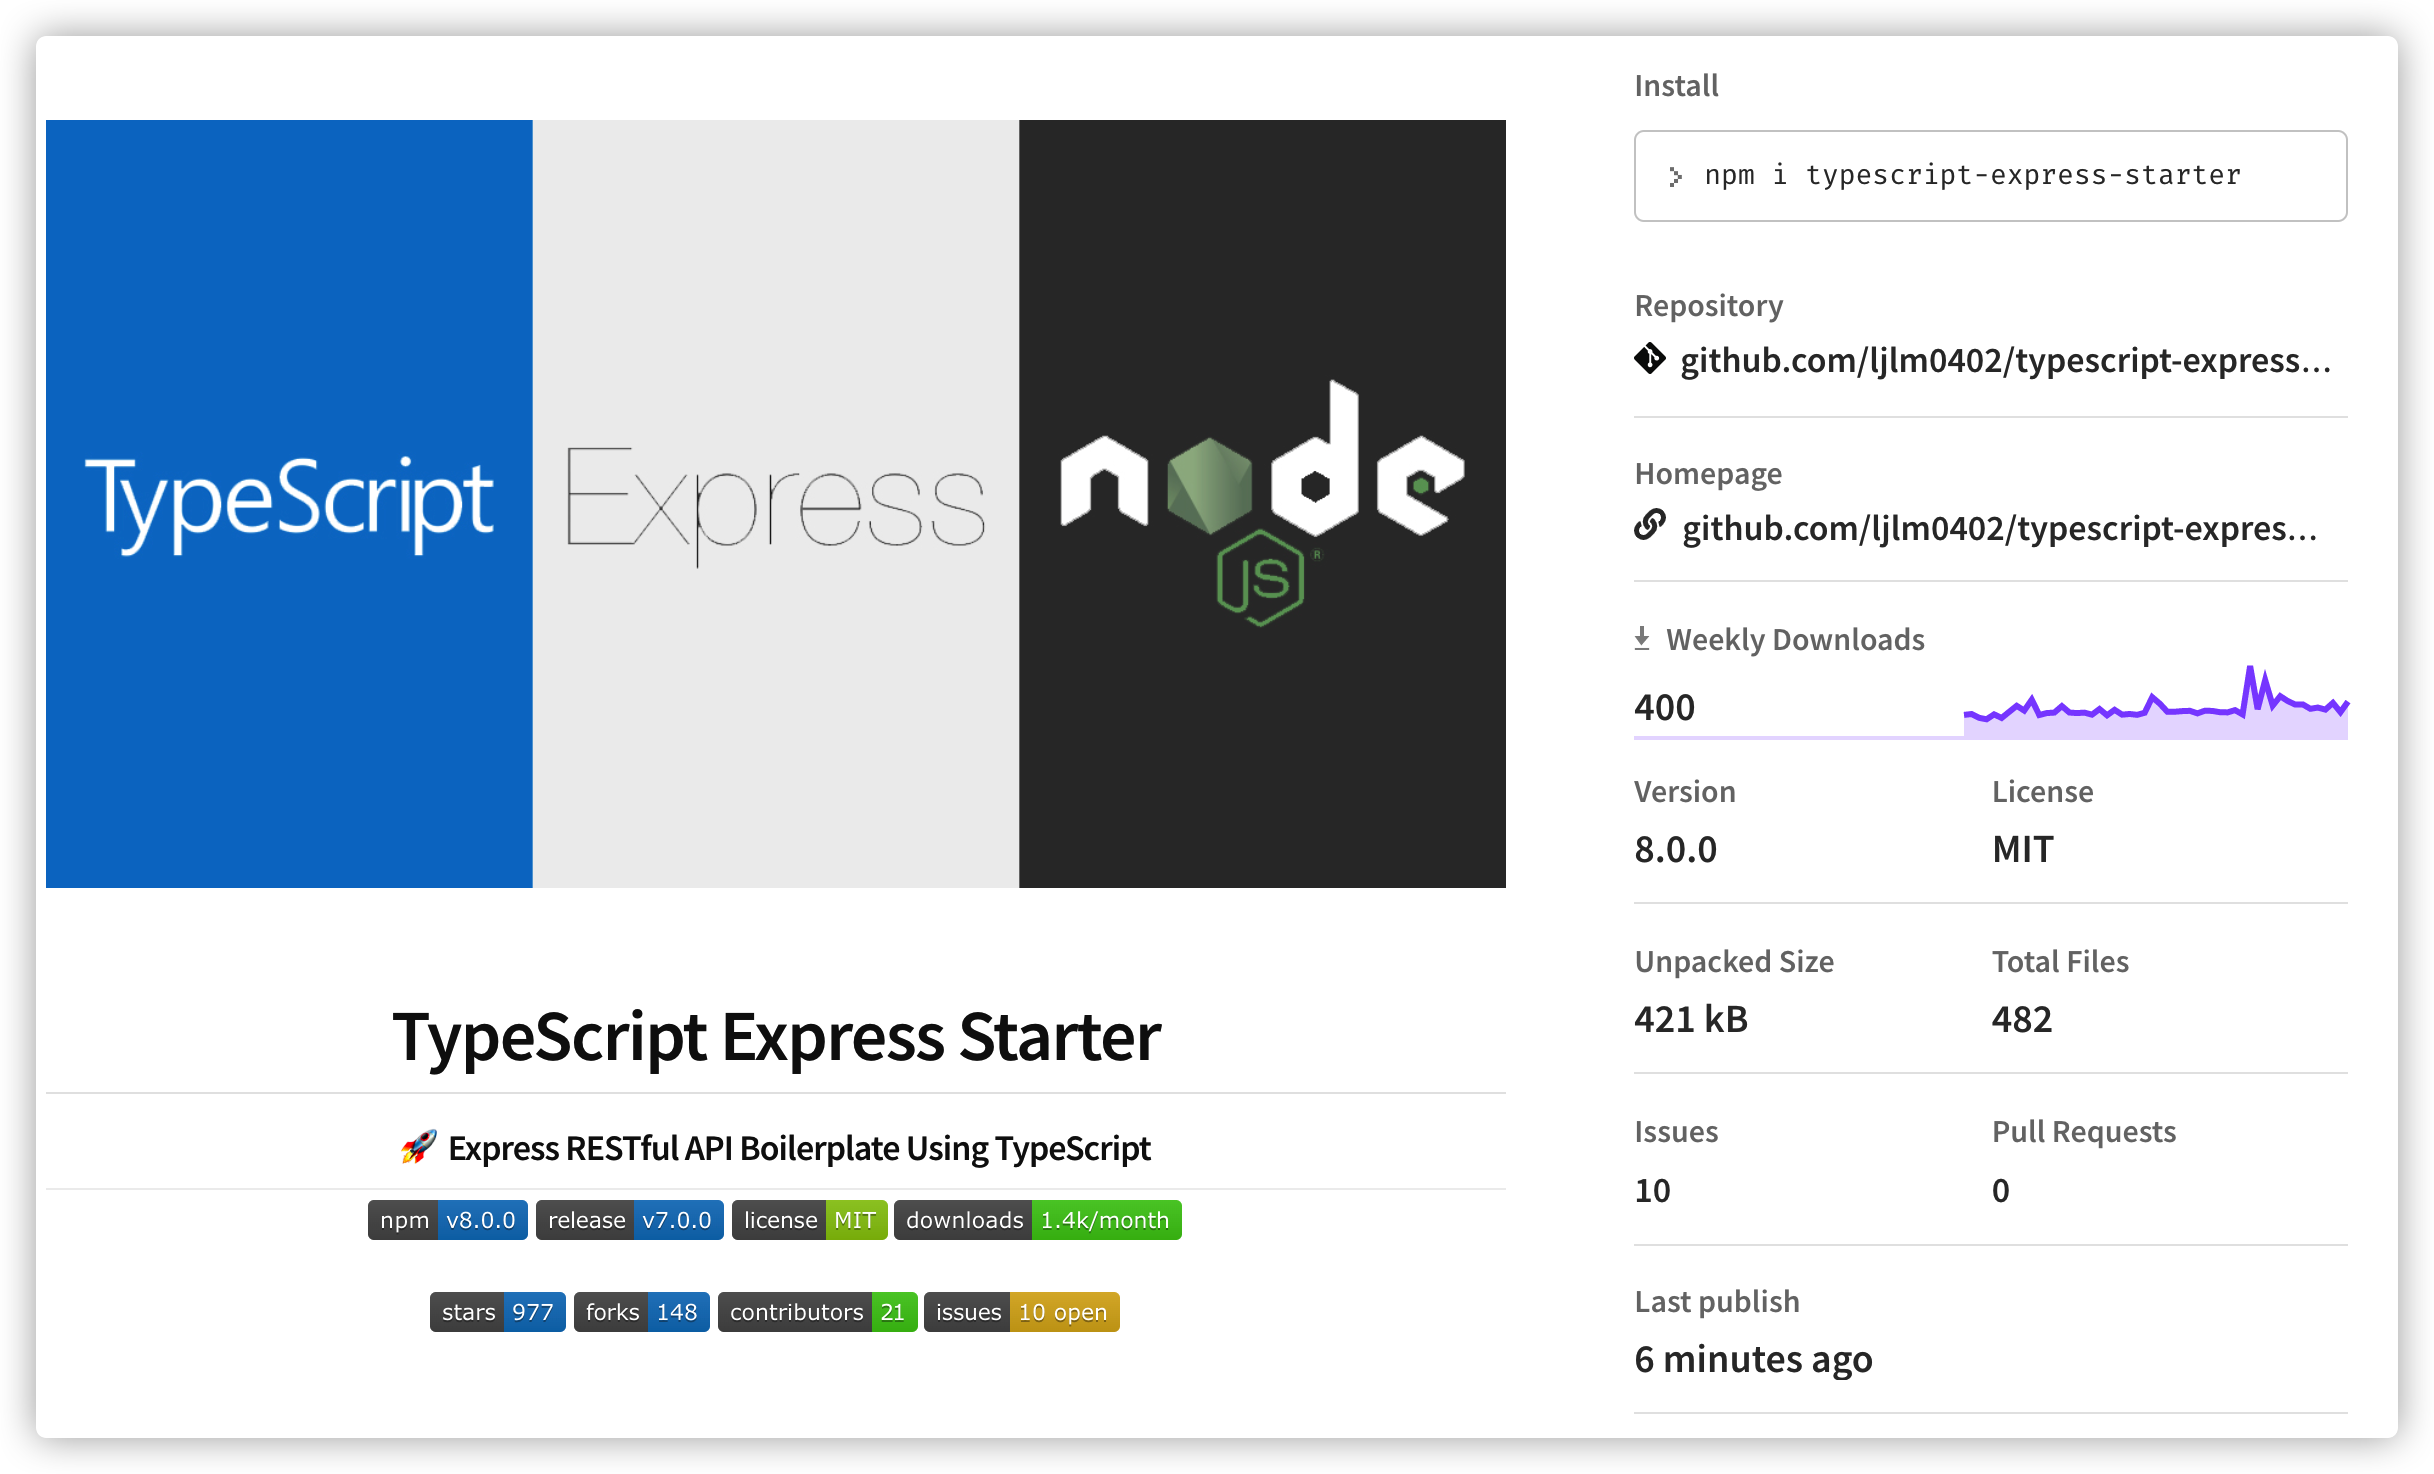 TypeScript
Express
node
JS
®
TypeScript Express Starter
🚀 Express RESTful API Boilerplate Using TypeScript
npm v8.0.0 release v7.0.0 license MIT downloads 1.4k/month
stars 977 forks 148 contributors 21 issues 10 open
Install
npm i typescript-express-starter
Repository
github.com/ljlm0402/typescript-express...
Homepage
github.com/ljlm0402/typescript-expres...
Weekly Downloads
400
Version License
8.0.0 MIT
Unpacked Size Total Files
421 kB 482
Issues Pull Requests
10 0
Last publish
6 minutes ago